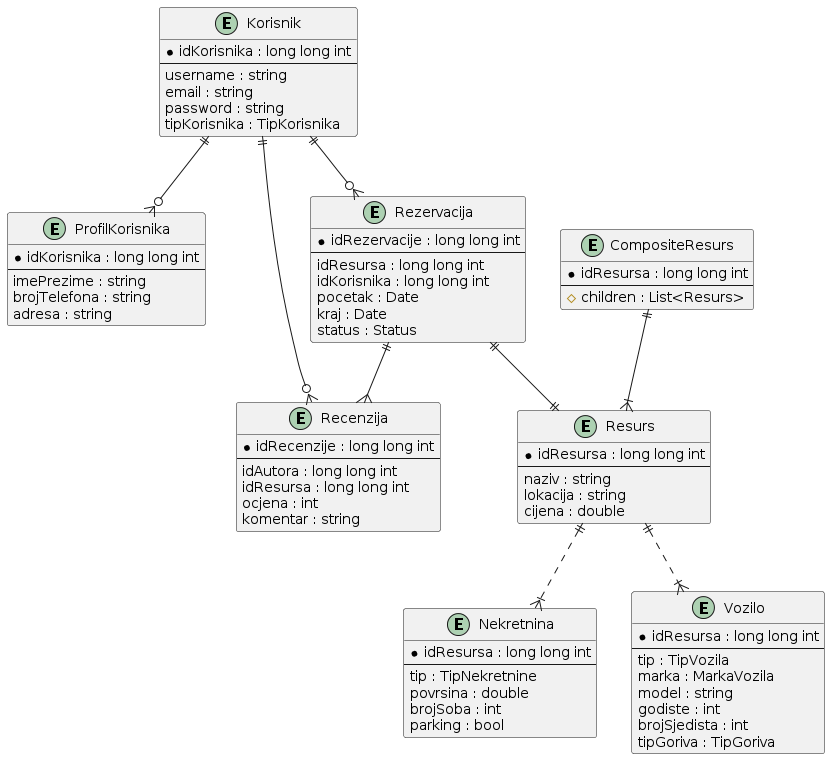 E Korisnik
idKorisnika : long long int
username : string
email : string
password : string
tipKorisnika : TipKorisnika
E ProfilKorisnika
idKorisnika : long long int
imePrezime : string
brojTelefona : string
adresa : string
E Rezervacija
idRezervacije : long long int
idResursa : long long int
idKorisnika : long long int
pocetak : Date
kraj : Date
status : Status
E CompositeResurs
idResursa : long long int
children : List<Resurs>
E Recenzija
idRecenzije : long long int
idAutora : long long int
idResursa : long long int
ocjena : int
komentar : string
E Resurs
idResursa : long long int
naziv : string
lokacija : string
cijena : double
E Nekretnina
idResursa : long long int
tip : TipNekretnine
povrsina : double
brojSoba : int
parking : bool
E Vozilo
idResursa : long long int
tip : TipVozila
marka : MarkaVozila
model : string
godiste : int
brojSjedista : int
tipGoriva : TipGoriva